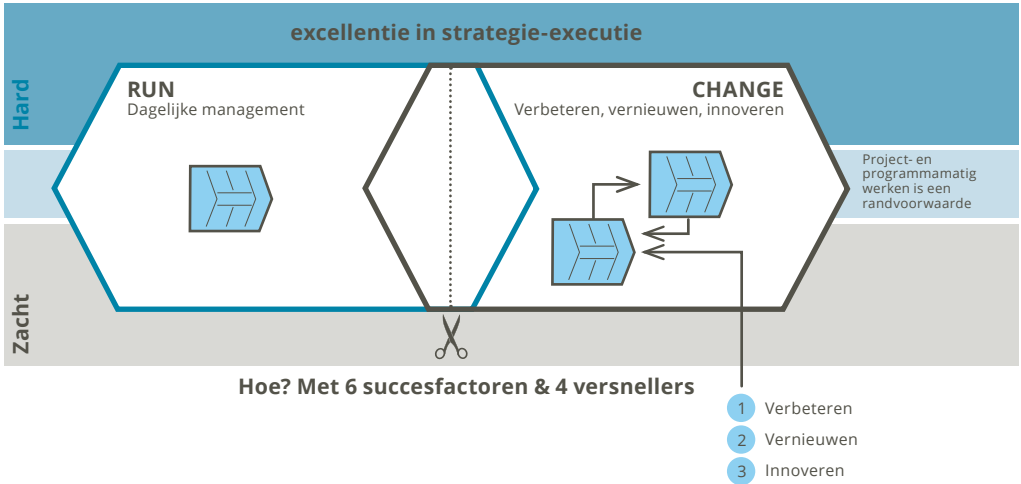 excellentie in strategie-executie
Hard
RUN
Dagelijke management
CHANGE
Verbeteren, vernieuwen, innoveren
Project- en
programmamatig
werken is een
randvoorwaarde
Zacht
Hoe? Met 6 succesfactoren & 4 versnellers
1 Verbeteren
2 Vernieuwen
3 Innoveren